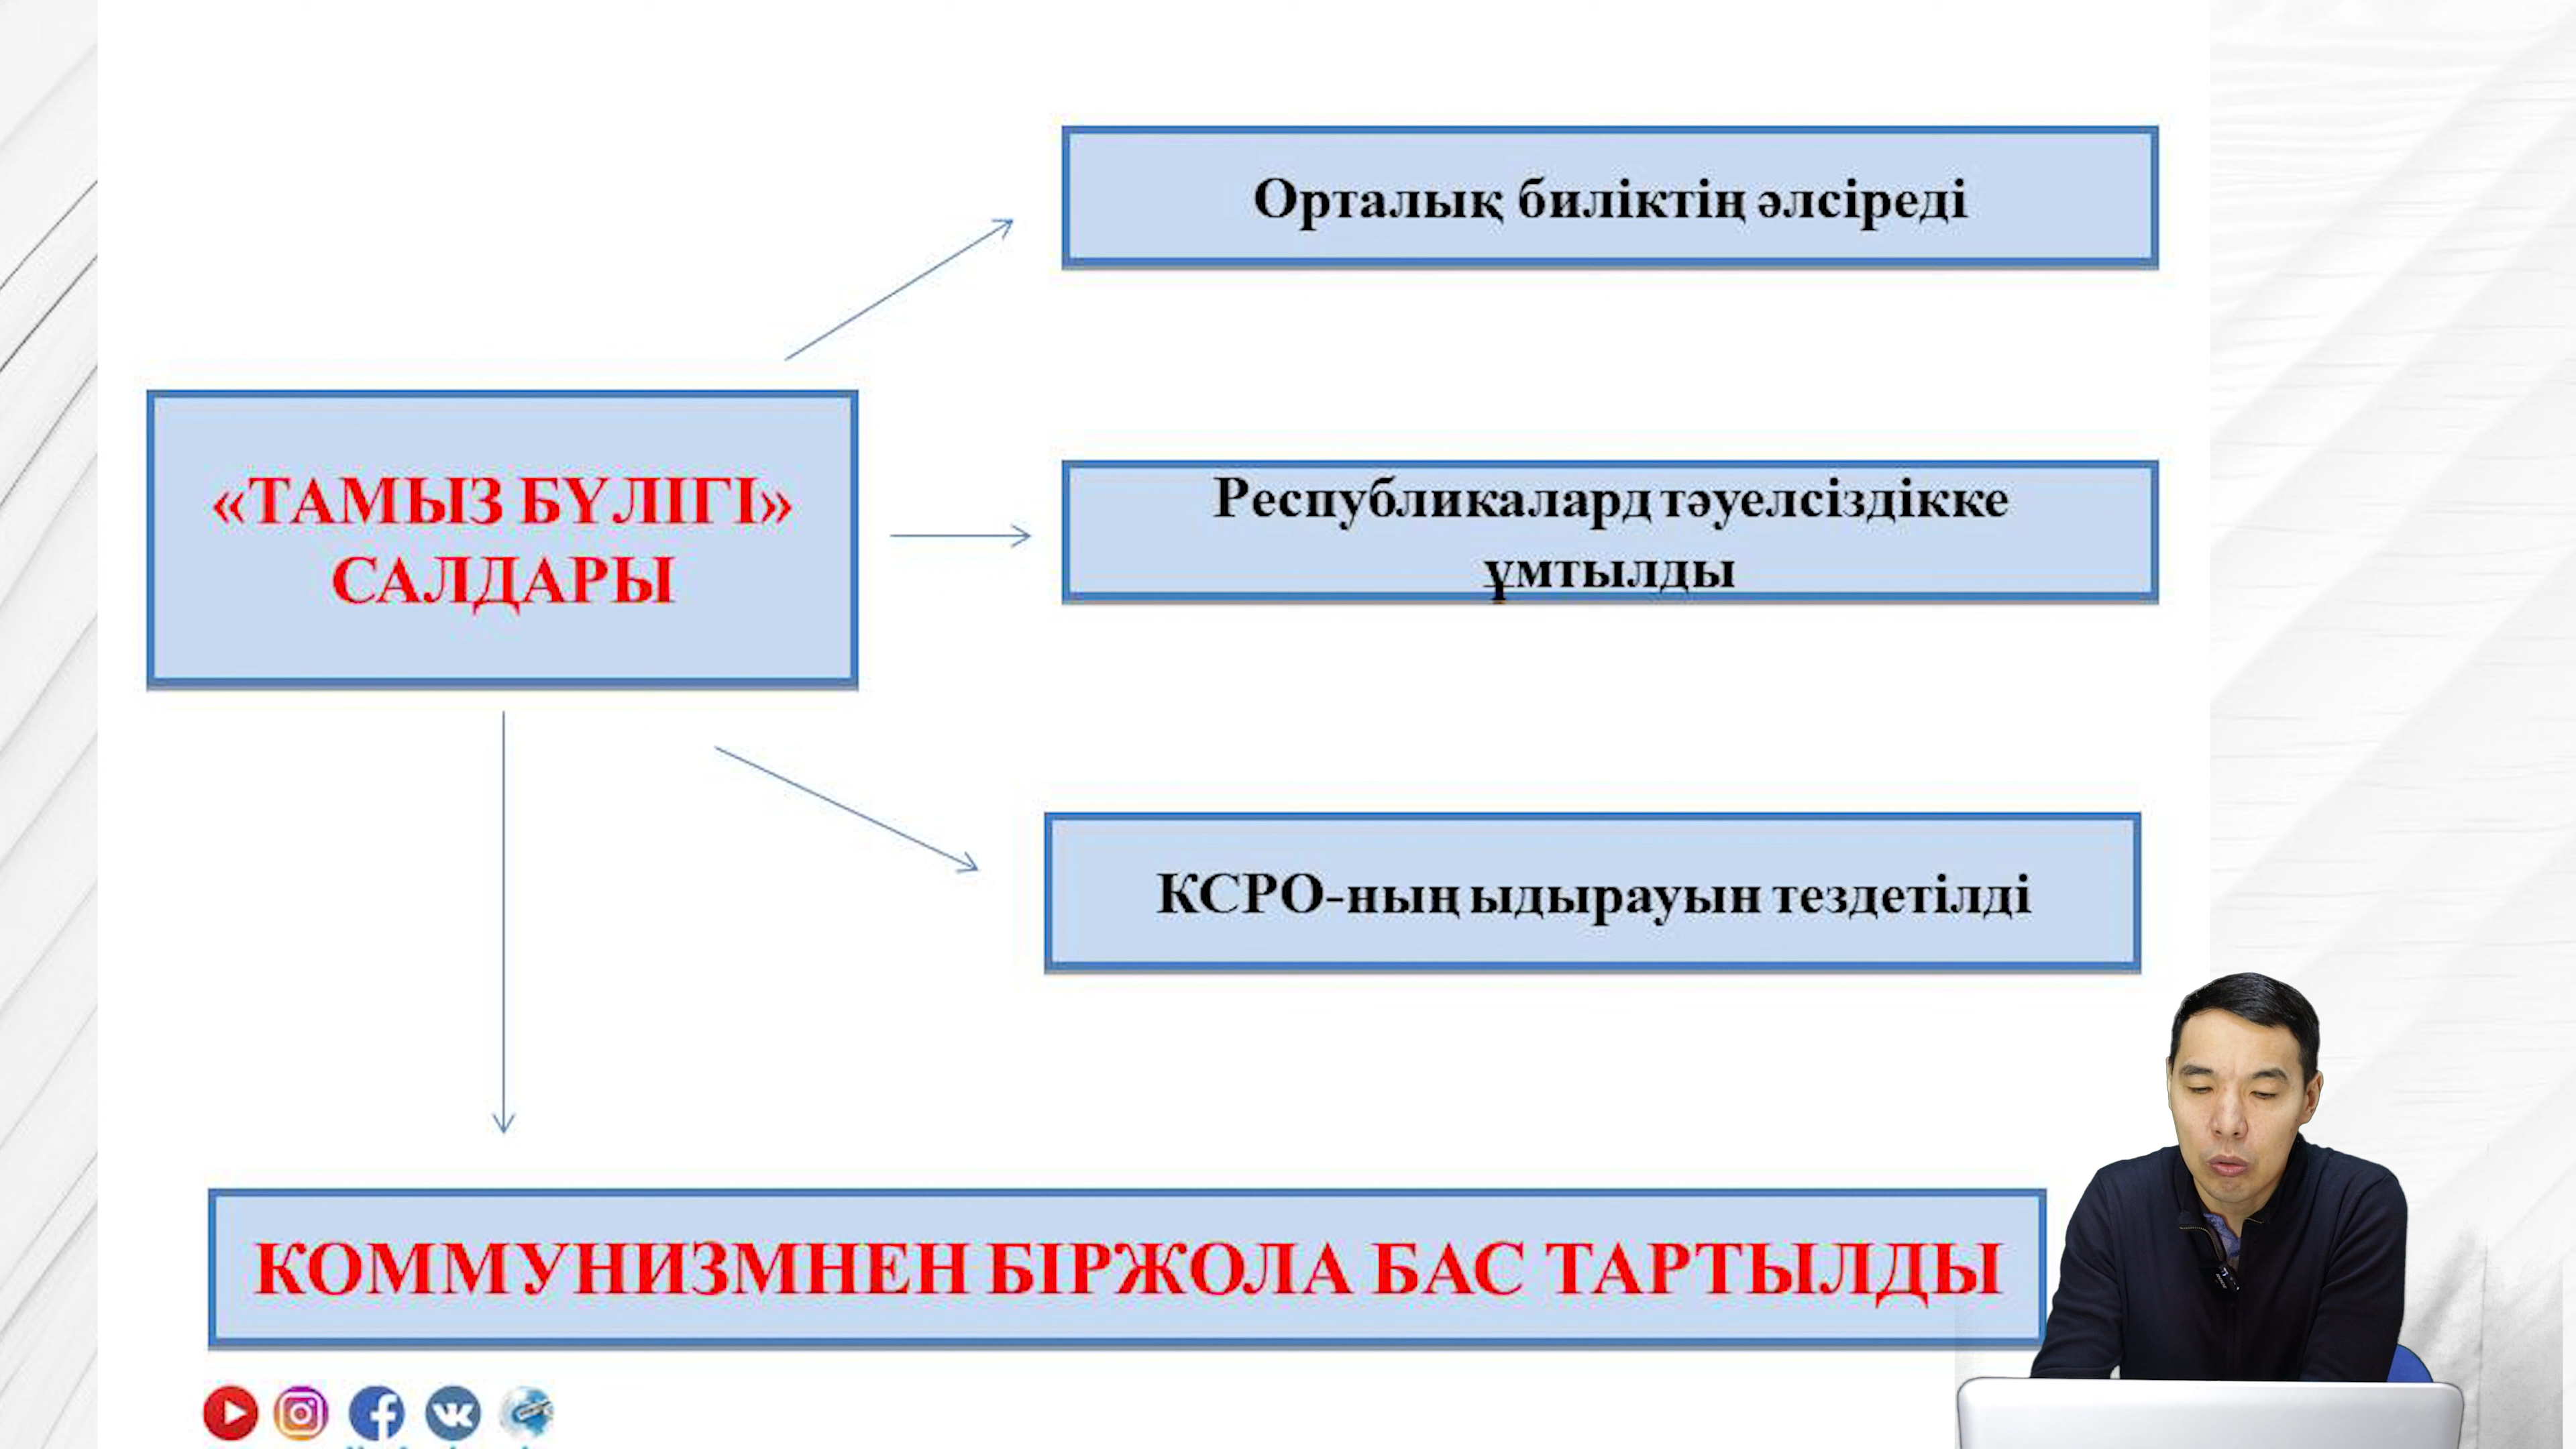 Орталық биліктің әлсіреді
«ТАМЫЗ БҮЛІГІ»
САЛДАРЫ
Республикалард тәуелсіздікке
ұмтылды
КСРО-ның ыдырауын тездетілді
КОММУНИЗМНЕН БІРЖОЛА БАС ТАРТЫЛДЫ